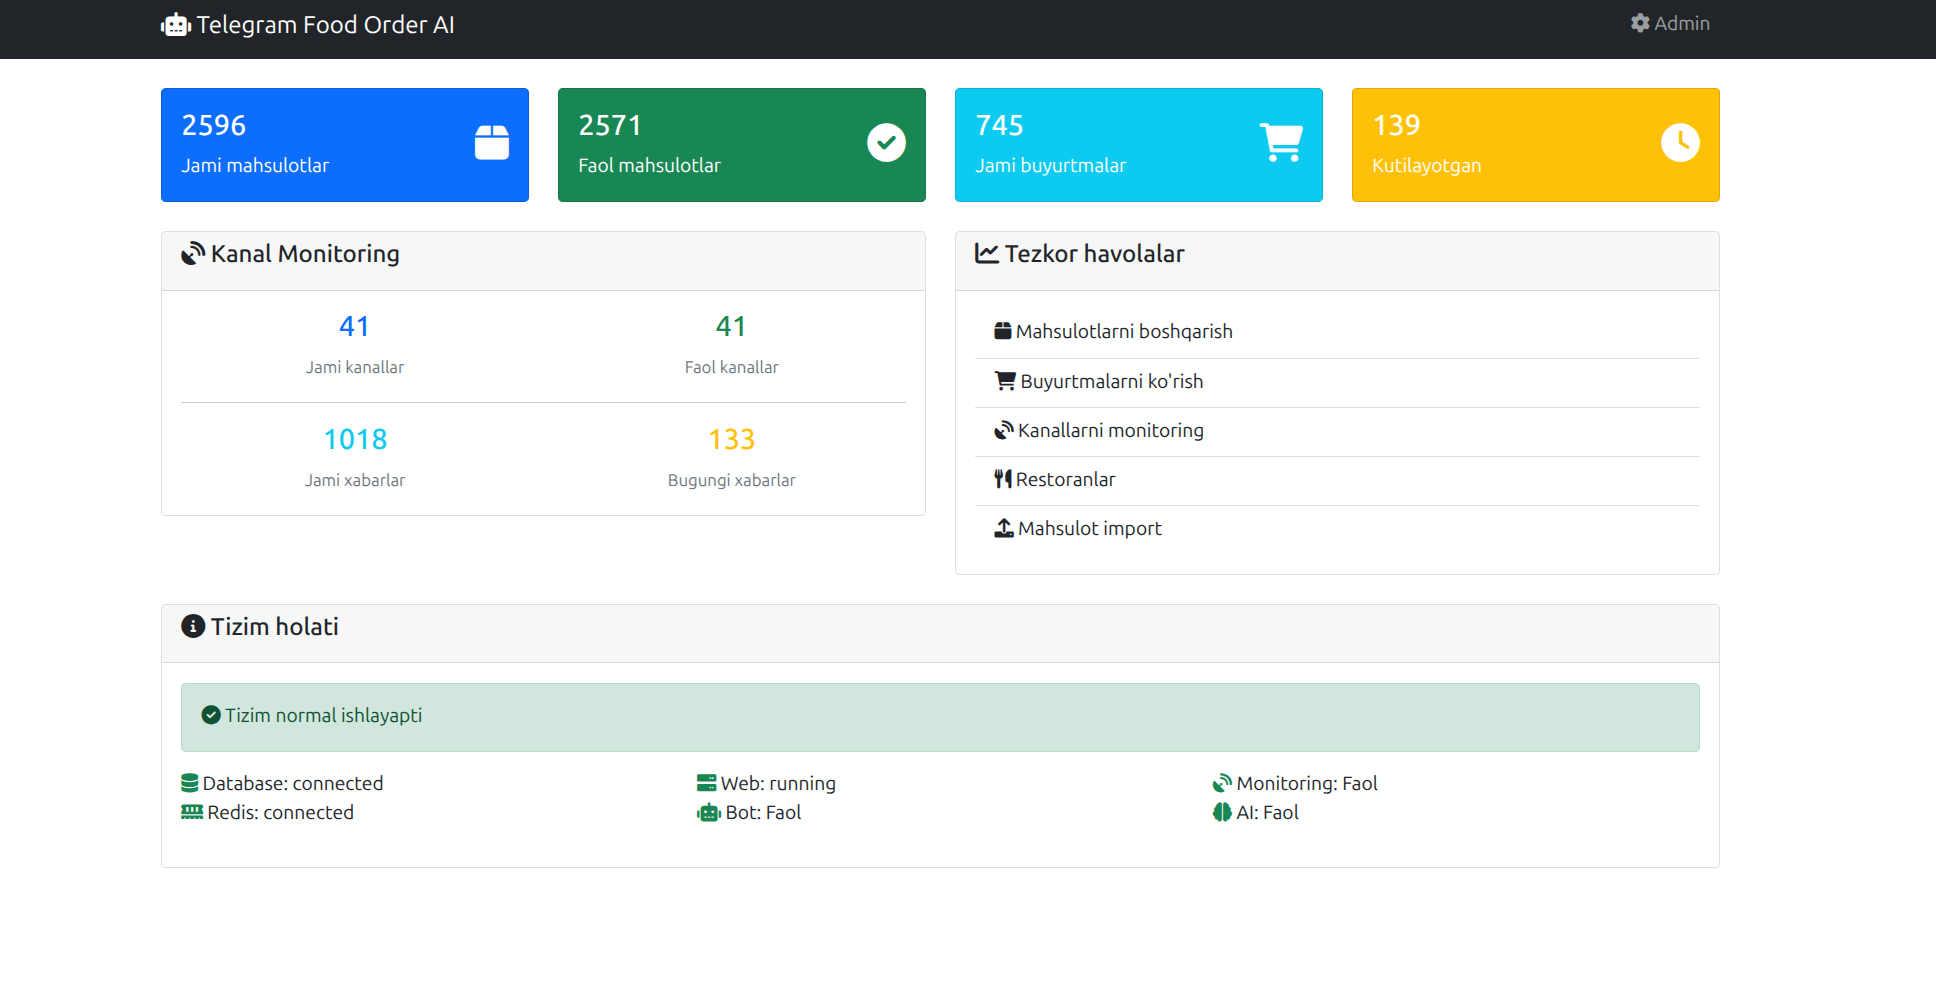 Telegram Food Order AI
Admin
2596
Jami mahsulotlar
2571
Faol mahsulotlar
745
Jami buyurtmalar
139
Kutilayotgan
Kanal Monitoring
41
Jami kanallar
41
Faol kanallar
1018
Jami xabarlar
133
Bugungi xabarlar
Tezkor havolalar
Mahsulotlarni boshqarish
Buyurtmalarni ko'rish
Kanallarni monitoring
Restoranlar
Mahsulot import
Tizim holati
Tizim normal ishlayapti
Database: connected
Redis: connected
Web: running
Bot: Faol
Monitoring: Faol
AI: Faol